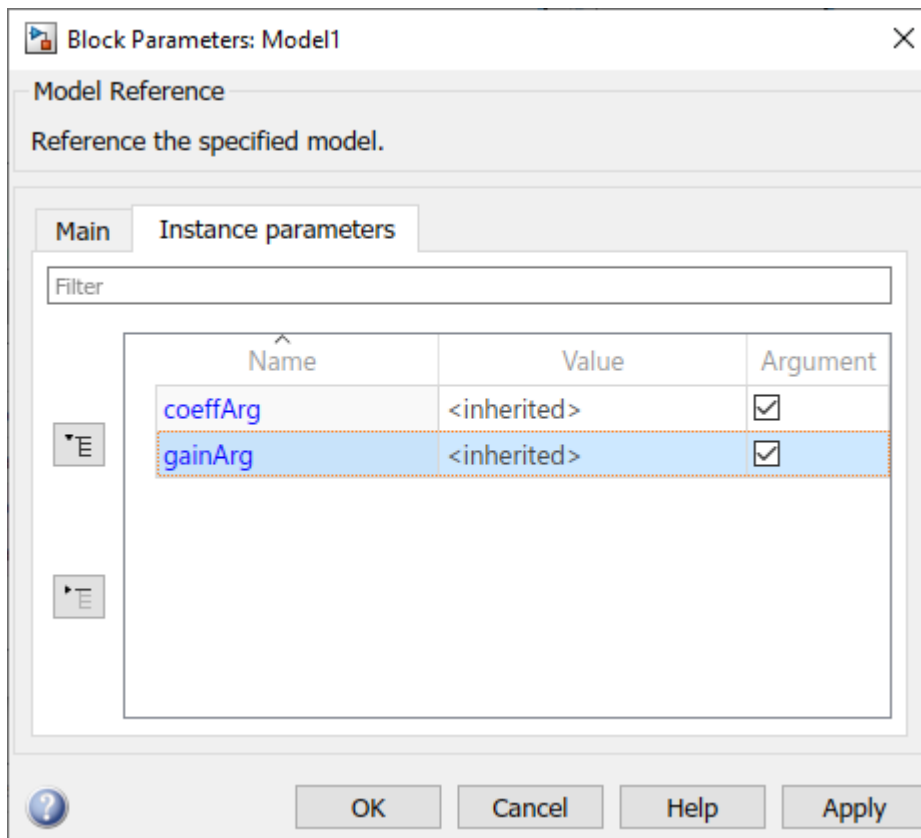 Block Parameters: Model1
Model Reference
Reference the specified model.
Main Instance parameters
Filter
Name Value Argument
coeffArg <inherited>
gainArg <inherited>
OK Cancel Help Apply